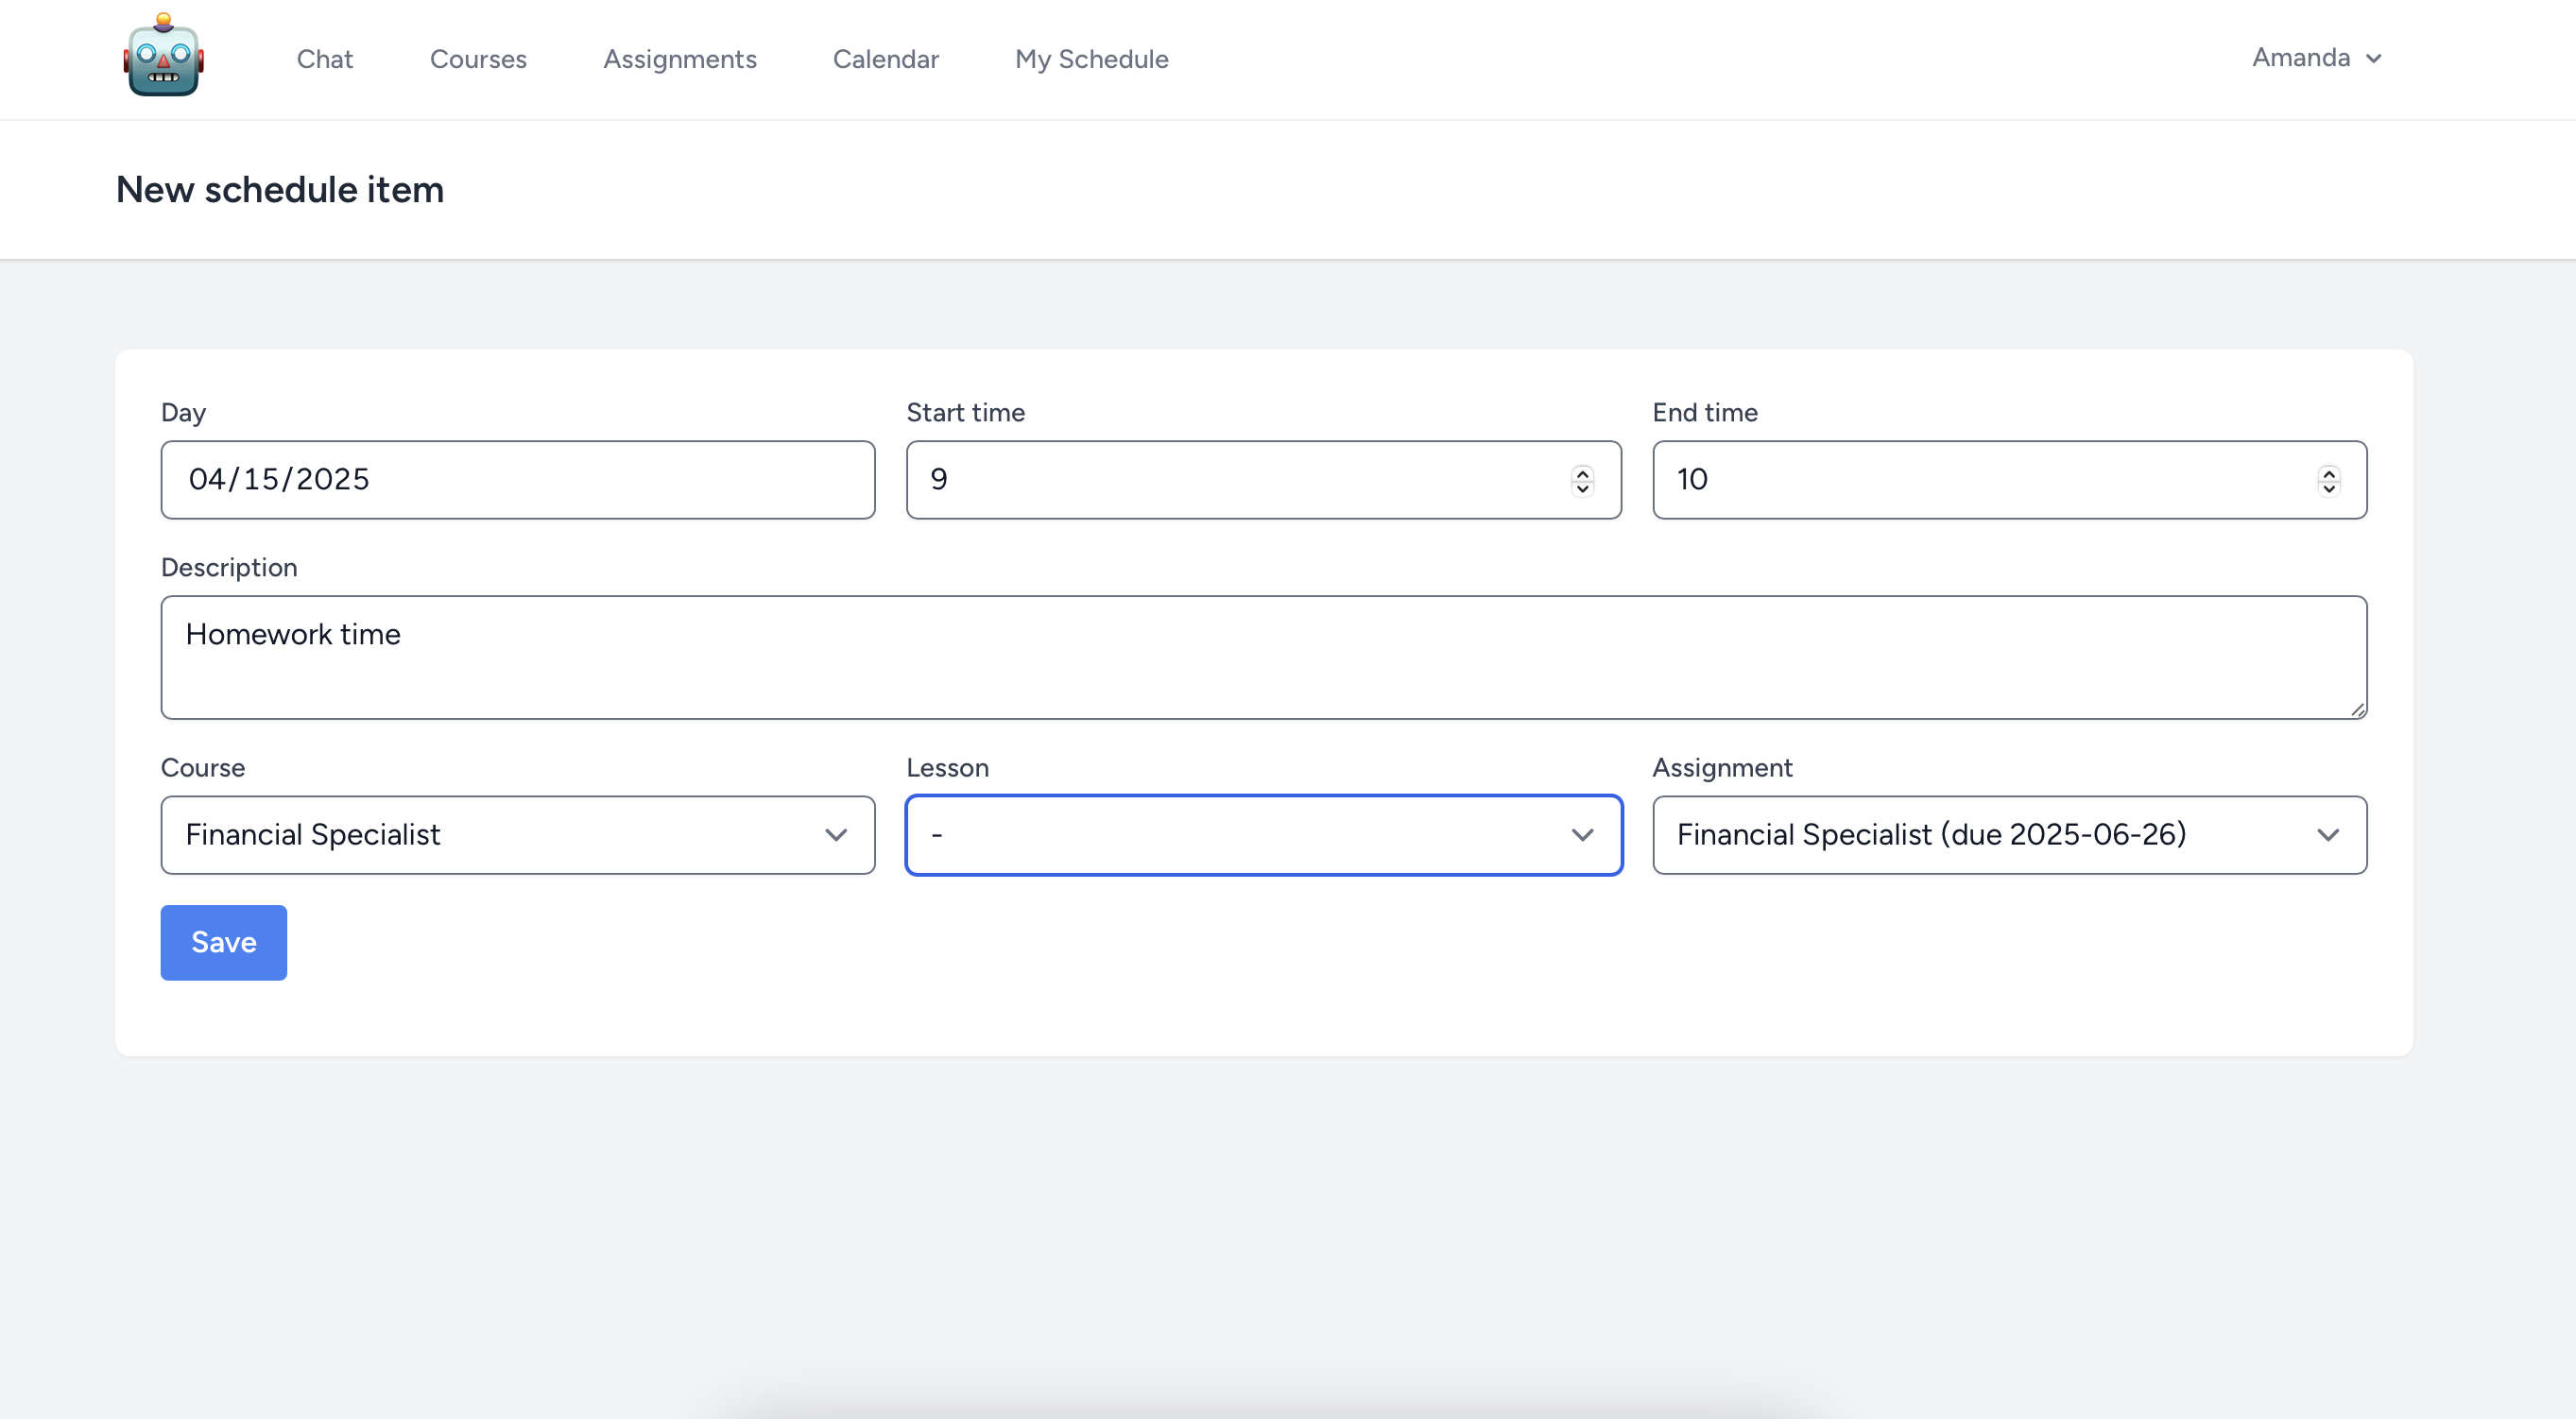 Chat Courses Assignments Calendar My Schedule Amanda
New schedule item
Day Start time End time
04/15/2025 9 10
Description
Homework time
Course Lesson Assignment
Financial Specialist - Financial Specialist (due 2025-06-26)
Save